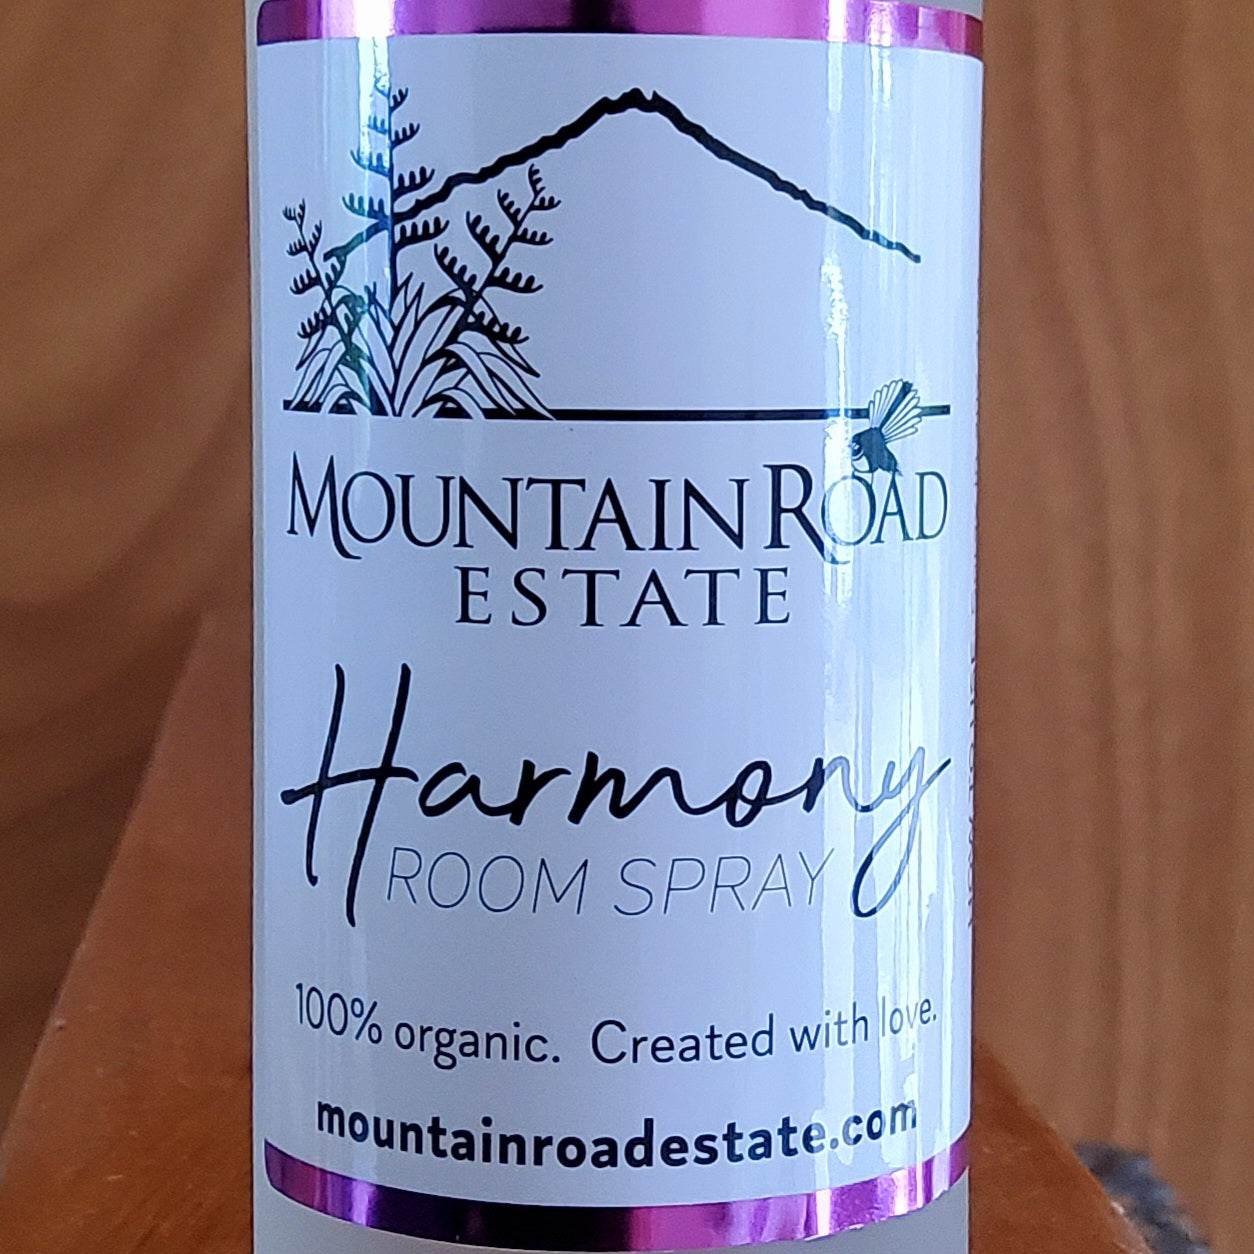 MOUNTAIN ROAD
ESTATE
Harmony
ROOM SPRAY
100% organic. Created with love.
mountainroadestate.com